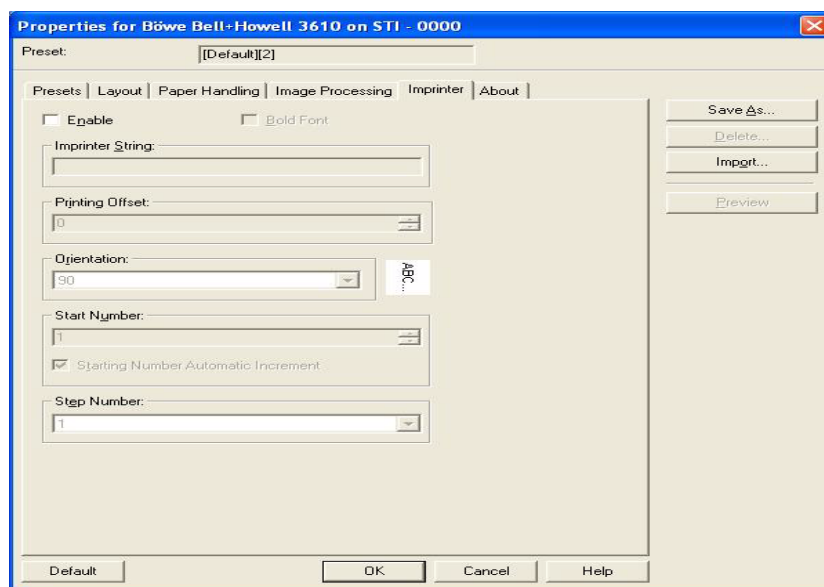 Properties for Böwe Bell+Howell 3610 on STI - 0000
Preset: [Default][2]
Presets Layout Paper Handling Image Processing Imprinter About
Enable Bold Font
Imprinter String:
Printing Offset:
0
Orientation:
90
ABC...
Start Number:
1
Starting Number Automatic Increment
Step Number:
1
Save As...
Delete...
Import...
Preview
Default OK Cancel Help